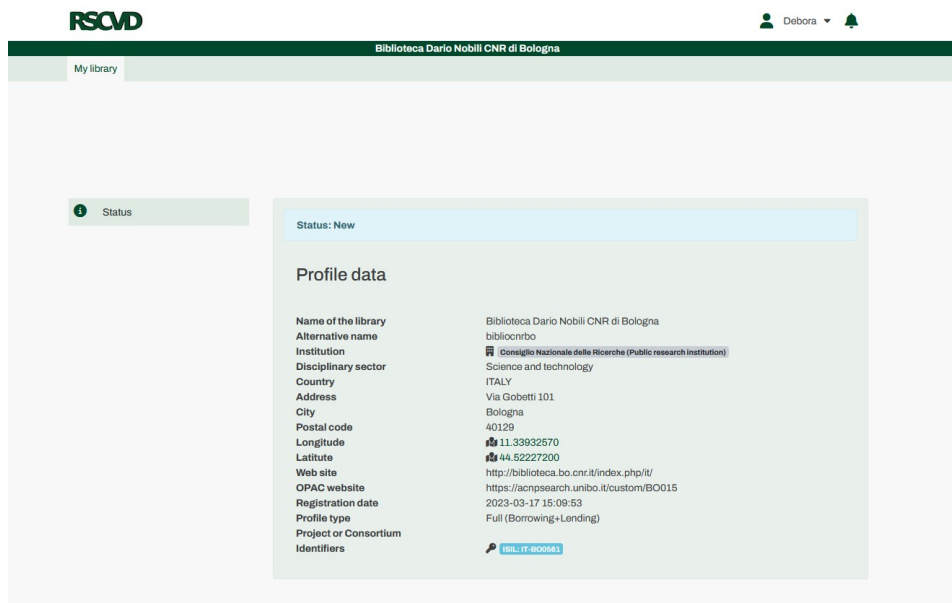 RSCVD
Debora
Biblioteca Dario Nobili CNR di Bologna
My library
Status
Status: New
Profile data
Name of the library Biblioteca Dario Nobili CNR di Bologna
Alternative name bibliocnrbo
Institution Consiglio Nazionale delle Ricerche (Public research institution)
Disciplinary sector Science and technology
Country ITALY
Address Via Gobetti 101
City Bologna
Postal code 40129
Longitude 11.33932570
Latitute 44.52227200
Web site http://biblioteca.bo.cnr.it/index.php/it/
OPAC website https://acnpsearch.unibo.it/custom/BO015
Registration date 2023-03-17 15:09:53
Profile type Full (Borrowing+Lending)
Project or Consortium
Identifiers ISIL: IT-BO0561